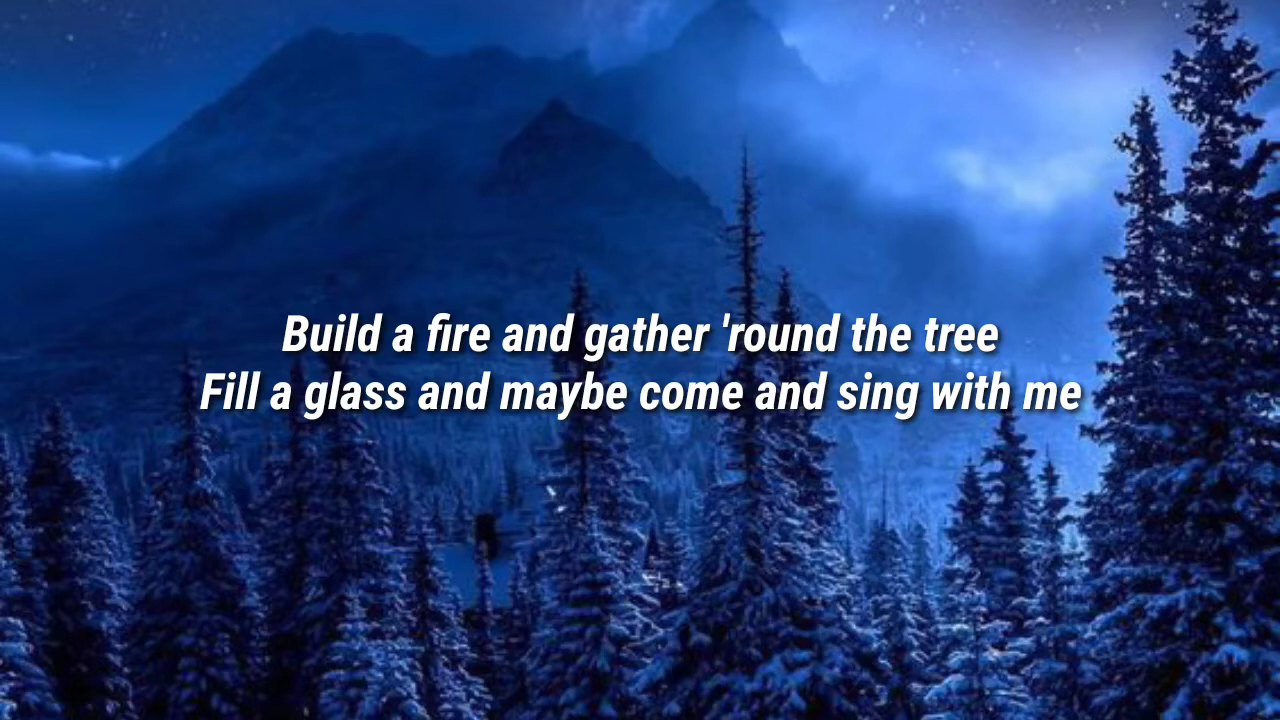 Build a fire and gather 'round the tree
Fill a glass and maybe come and sing with me